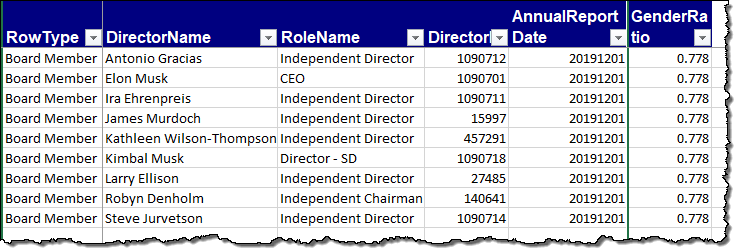 RowType DirectorName RoleName Director AnnualReport Date GenderRa tio
Board Member Antonio Gracias Independent Director 1090712 20191201 0.778
Board Member Elon Musk CEO 1090701 20191201 0.778
Board Member Ira Ehrenpreis Independent Director 1090711 20191201 0.778
Board Member James Murdoch Independent Director 15997 20191201 0.778
Board Member Kathleen Wilson-Thompson Independent Director 457291 20191201 0.778
Board Member Kimbal Musk Director - SD 1090718 20191201 0.778
Board Member Larry Ellison Independent Director 27485 20191201 0.778
Board Member Robyn Denholm Independent Chairman 140641 20191201 0.778
Board Member Steve Jurvetson Independent Director 1090714 20191201 0.778